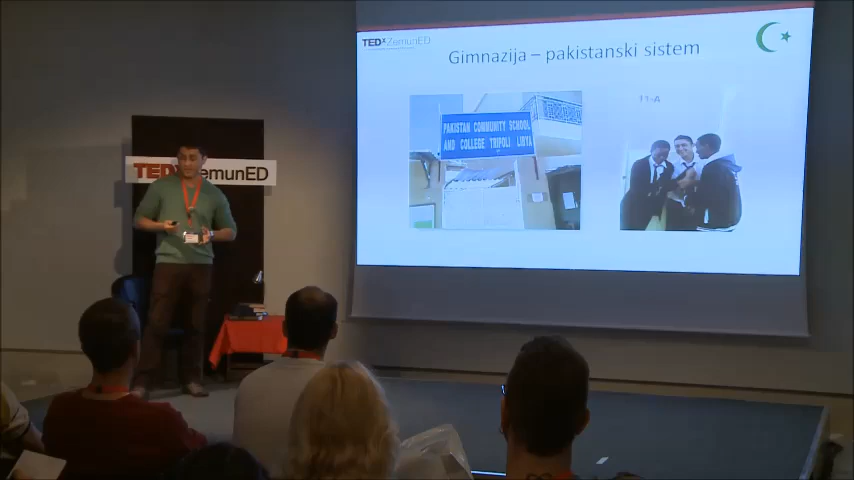 TEDxZemunED
Gimnazija – pakistanski sistem
PAKISTAN COMMUNITY SCHOOL
AND COLLEGE TRIPOLI LIBYA
11-A
TEDxZemunED